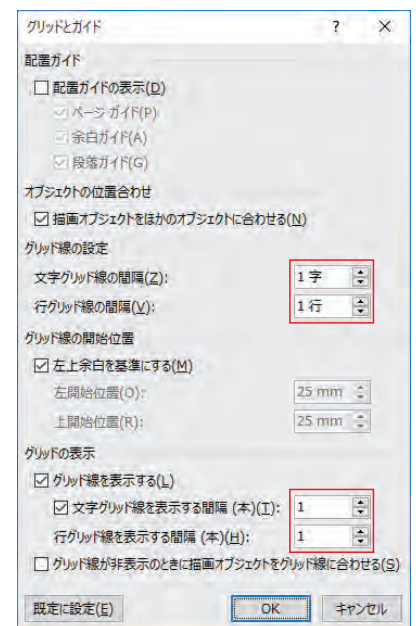 グリッドとガイド ? ×
配置ガイド
配置ガイドの表示(D)
ページ ガイド(P)
余白ガイド(A)
段落ガイド(G)
オブジェクトの位置合わせ
描画オブジェクトをほかのオブジェクトに合わせる(N)
グリッド線の設定
文字グリッド線の間隔(Z): 1 字
行グリッド線の間隔(V): 1 行
グリッド線の開始位置
左上余白を基準にする(M)
左開始位置(O): 25 mm
上開始位置(R): 25 mm
グリッドの表示
グリッド線を表示する(L)
文字グリッド線を表示する間隔 (本)(T): 1
行グリッド線を表示する間隔 (本)(H): 1
グリッド線が非表示のときに描画オブジェクトをグリッド線に合わせる(S)
既定に設定(E) OK キャンセル